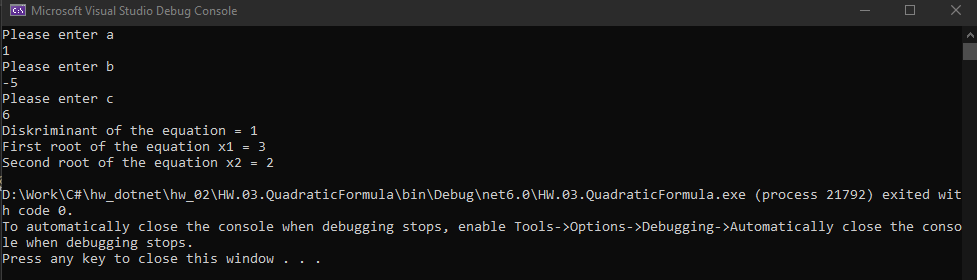 Microsoft Visual Studio Debug Console
Please enter a
1
Please enter b
-5
Please enter c
6
Diskriminant of the equation = 1
First root of the equation x1 = 3
Second root of the equation x2 = 2
D:\Work\C#\hw_dotnet\hw_02\HW.03.QuadraticFormula\bin\Debug\net6.0\HW.03.QuadraticFormula.exe (process 21792) exited wit
h code 0.
To automatically close the console when debugging stops, enable Tools->Options->Debugging->Automatically close the conso
le when debugging stops.
Press any key to close this window . . .